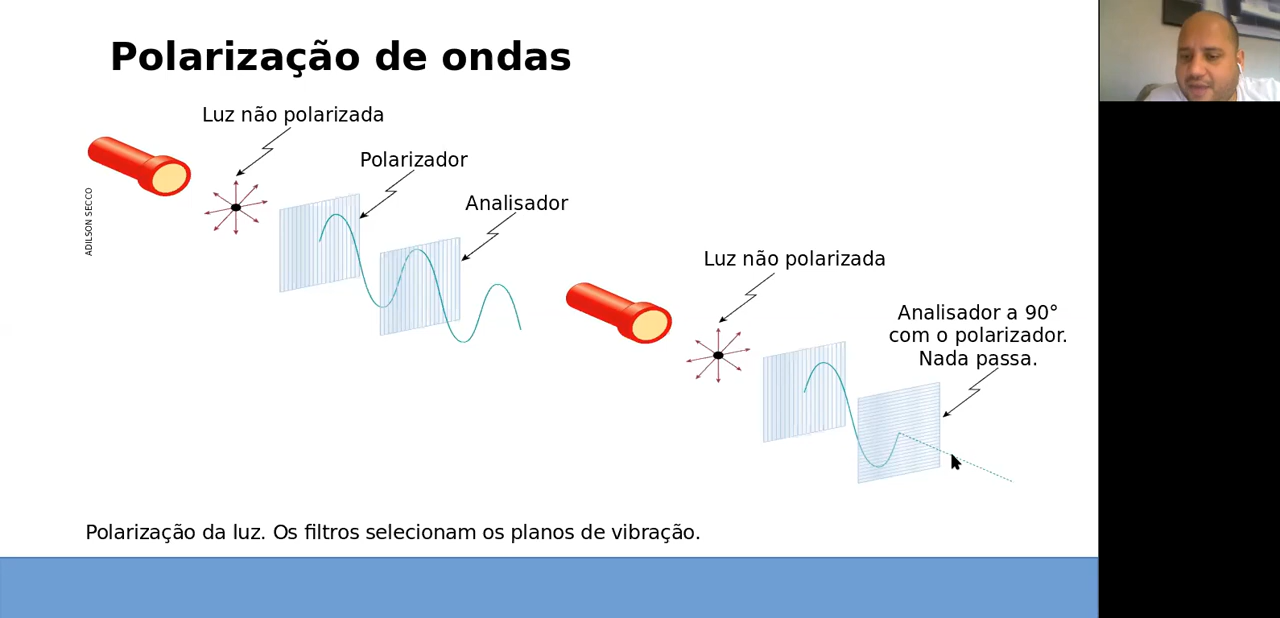 Polarização de ondas
Luz não polarizada
Polarizador
Analisador
ADILSON SECCO
Luz não polarizada
Analisador a 90°
com o polarizador.
Nada passa.
Polarização da luz. Os filtros selecionam os planos de vibração.